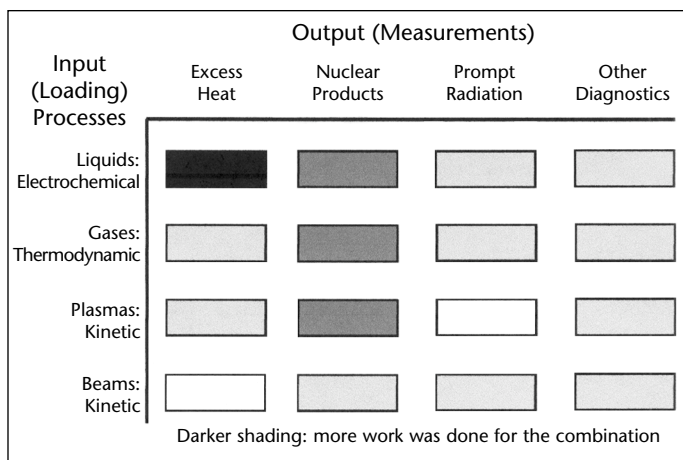 Output (Measurements)
Input
(Loading)
Processes
Excess
Heat
Nuclear
Products
Prompt
Radiation
Other
Diagnostics
Liquids:
Electrochemical
Gases:
Thermodynamic
Plasmas:
Kinetic
Beams:
Kinetic
Darker shading: more work was done for the combination